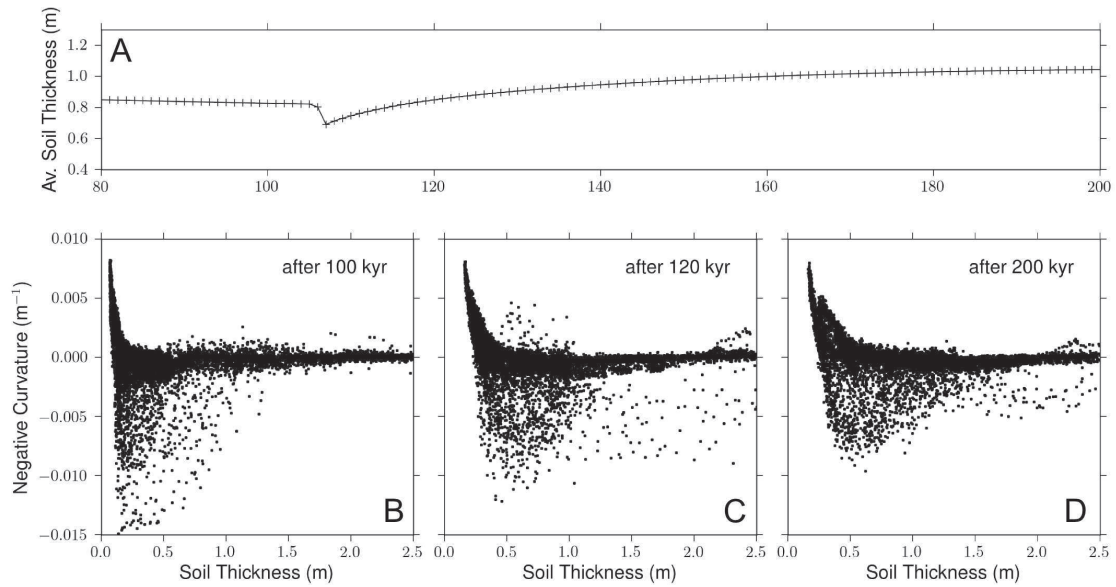 A
Av. Soil Thickness (m)
1.2
1.0
0.8
0.6
0.4
80 100 120 140 160 180 200
Negative Curvature (m⁻¹)
0.010
0.005
0.000
−0.005
−0.010
−0.015
after 100 kyr
B
0.0 0.5 1.0 1.5 2.0 2.5
Soil Thickness (m)
after 120 kyr
C
0.0 0.5 1.0 1.5 2.0 2.5
Soil Thickness (m)
after 200 kyr
D
0.0 0.5 1.0 1.5 2.0 2.5
Soil Thickness (m)